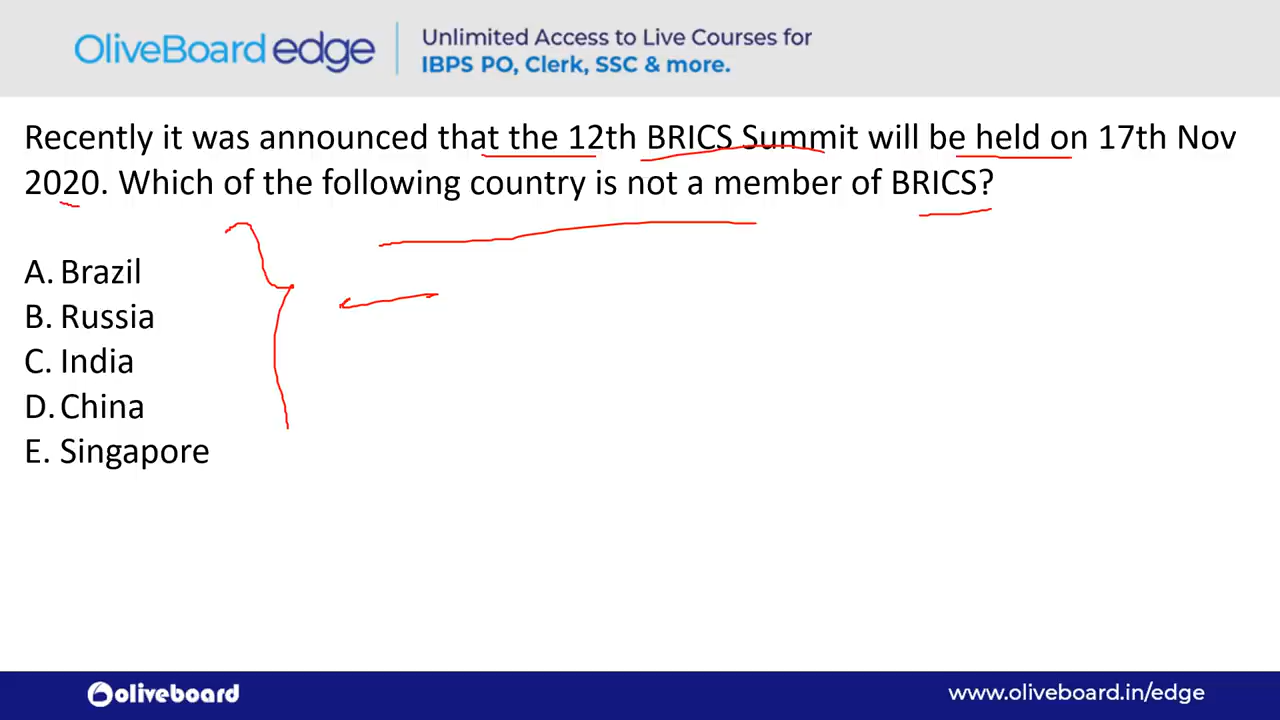 OliveBoard edge
Unlimited Access to Live Courses for
IBPS PO, Clerk, SSC & more.
Recently it was announced that the 12th BRICS Summit will be held on 17th Nov
2020. Which of the following country is not a member of BRICS?
A. Brazil
B. Russia
C. India
D. China
E. Singapore
oliveboard
www.oliveboard.in/edge